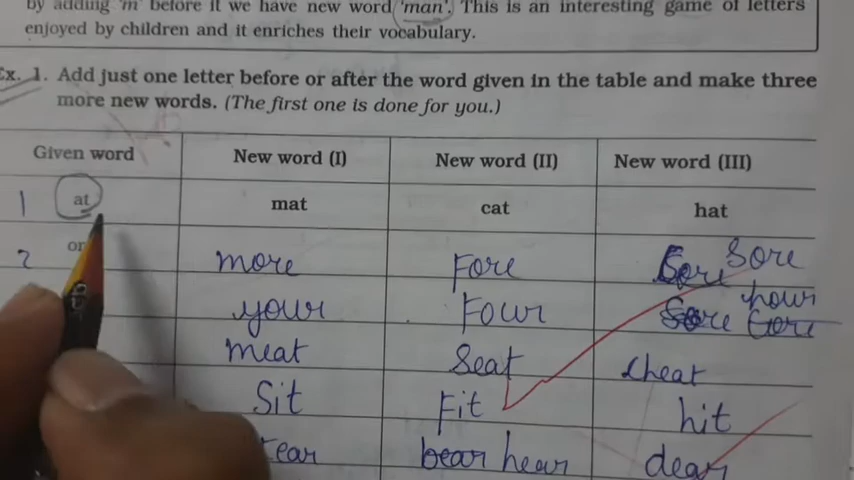 by adding 'm' before it we have new word 'man'. This is an interesting game of letters
enjoyed by children and it enriches their vocabulary.
Ex. 1. Add just one letter before or after the word given in the table and make three
more new words. (The first one is done for you.)
Given word New word (I) New word (II) New word (III)
1 at mat cat hat
2 or more Fore Sore
your Four hour
meat Seat cheat
Sit Fit hit
bear hear dear